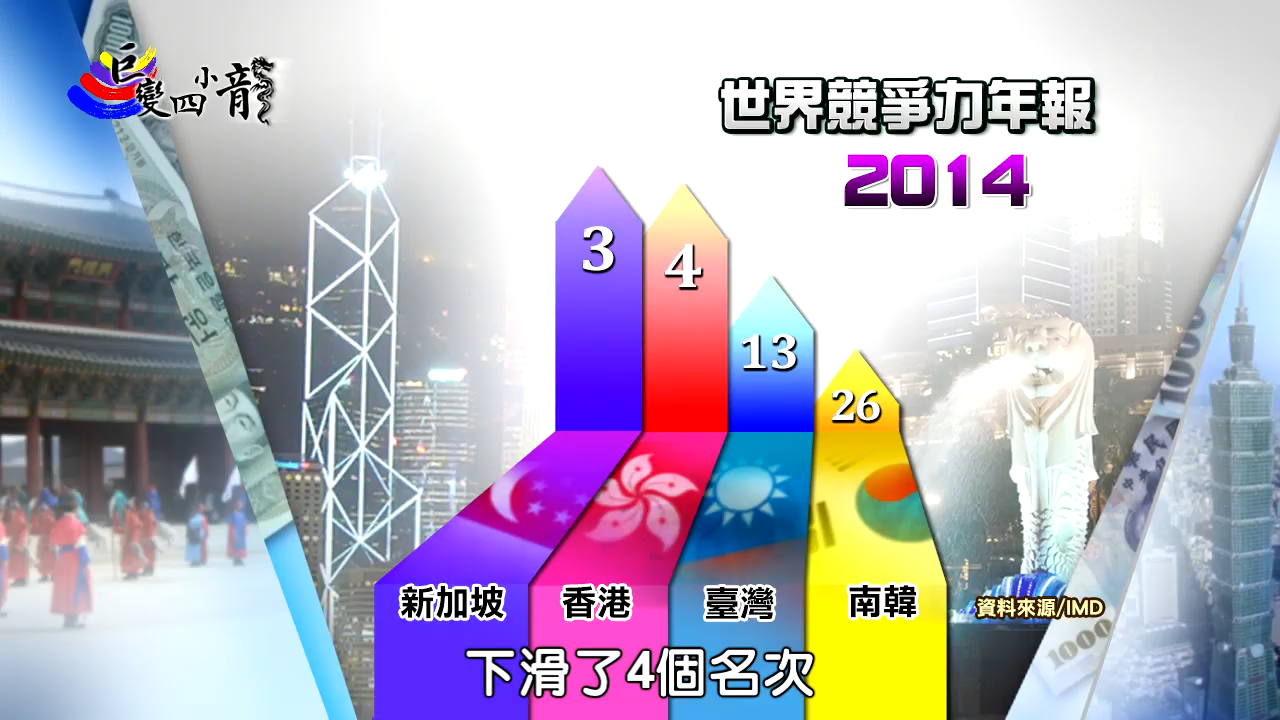 巨變四小龍
世界競爭力年報
2014
3
4
13
26
新加坡
香港
臺灣
南韓
資料來源/IMD
下滑了4個名次
1000
1000